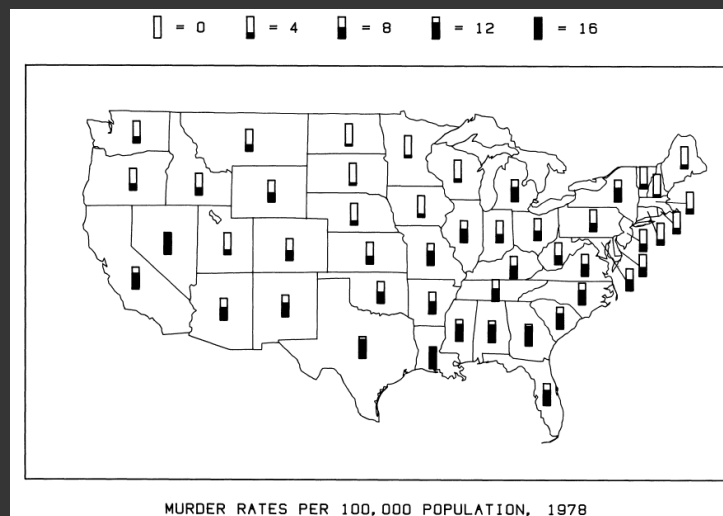 = 0 = 4 = 8 = 12 = 16
MURDER RATES PER 100,000 POPULATION, 1978